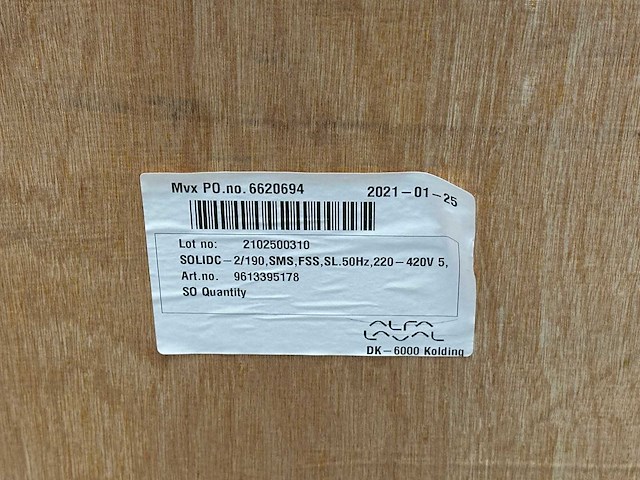 Mvx PO.no. 6620694 2021-01-25
Lot no: 2102500310
SOLIDC-2/190,SMS,FSS,SL.50Hz,220-420V 5,
Art.no. 9613395178
SO Quantity
ALFA
LAVAL
DK-6000 Kolding